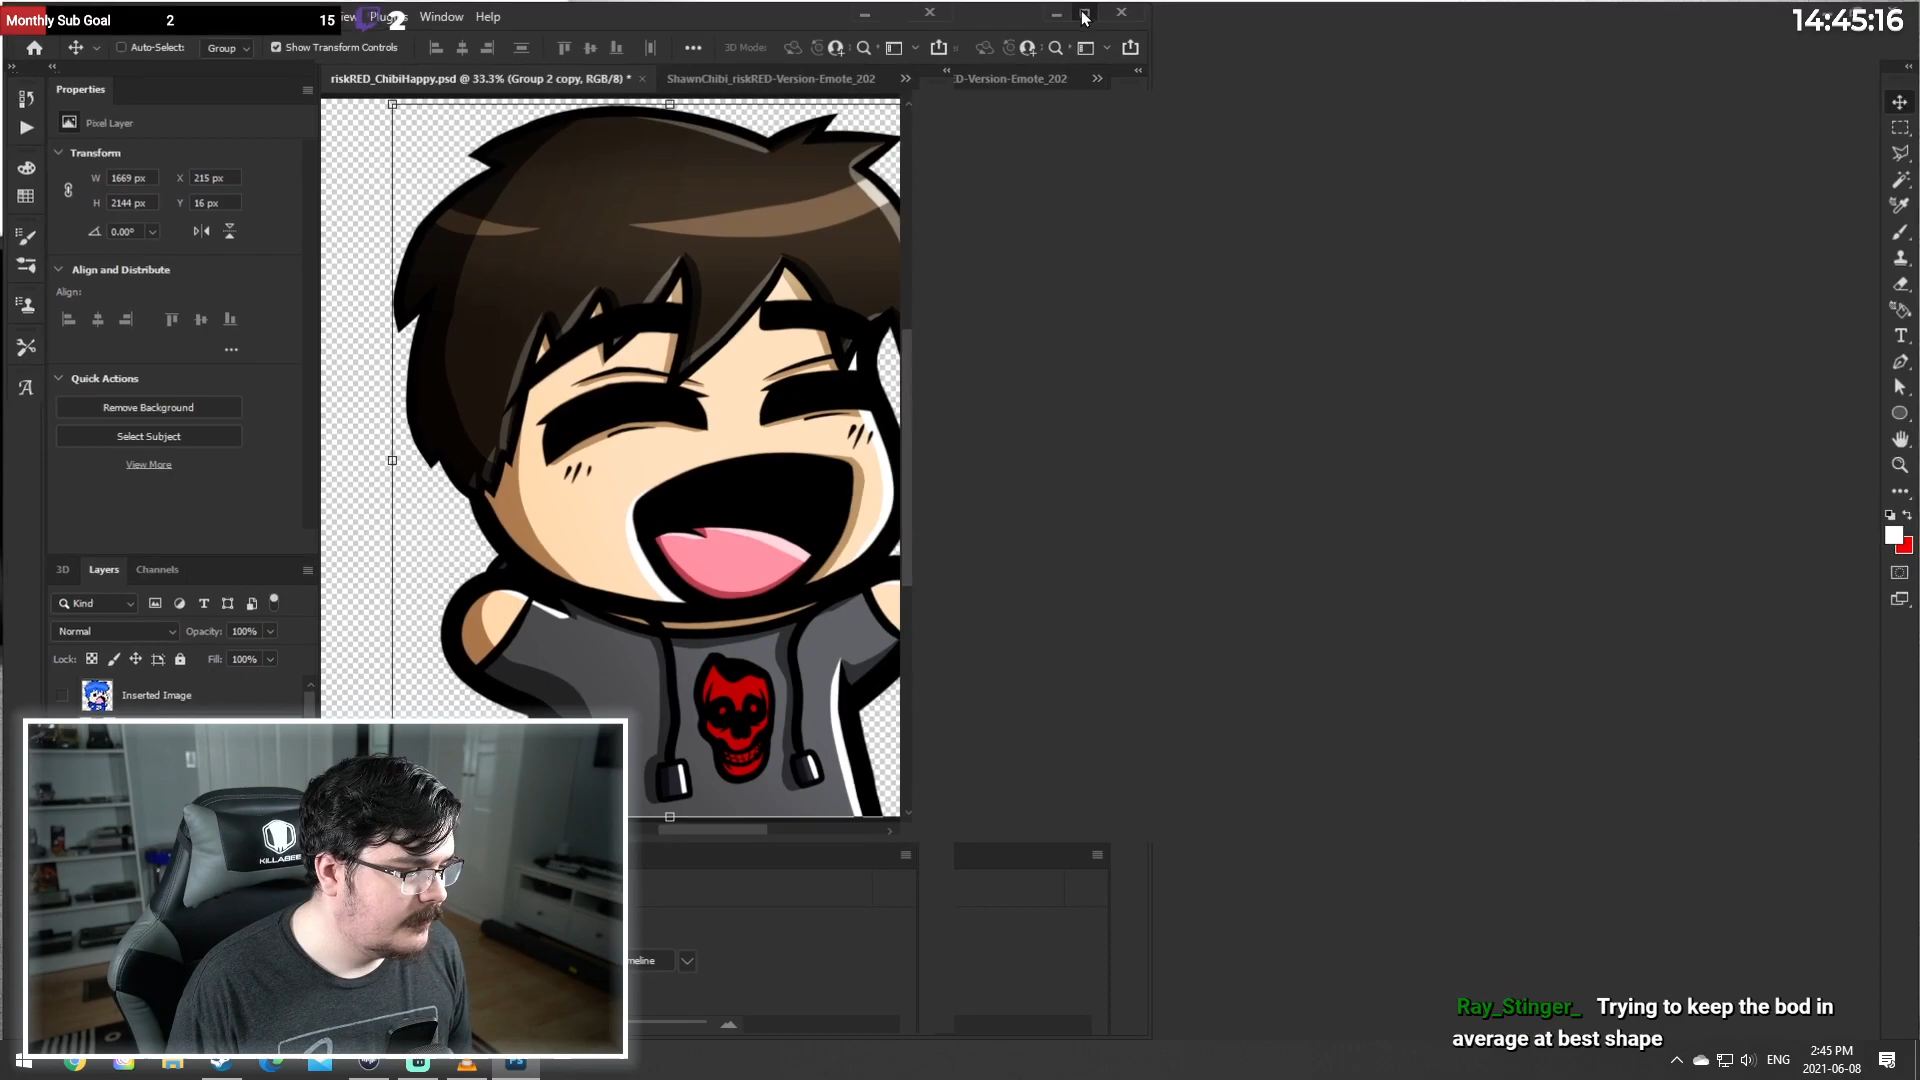 Monthly Sub Goal 2 15
2
14:45:16
Plugins Window Help
Auto-Select: Group Show Transform Controls 3D Mode:
riskRED_ChibiHappy.psd @ 33.3% (Group 2 copy, RGB/8) * × ShawnChibi_riskRED-Version-Emote_202 D-Version-Emote_202
Properties
Pixel Layer
Transform
W 1669 px X 215 px
H 2144 px Y 16 px
0.00°
Align and Distribute
Align:
Quick Actions
Remove Background
Select Subject
View More
3D Layers Channels
Kind
Normal Opacity: 100%
Lock: Fill: 100%
Inserted Image
KILLABEE
meline
Ray_Stinger_ Trying to keep the bod in
average at best shape
ENG 2:45 PM
2021-06-08